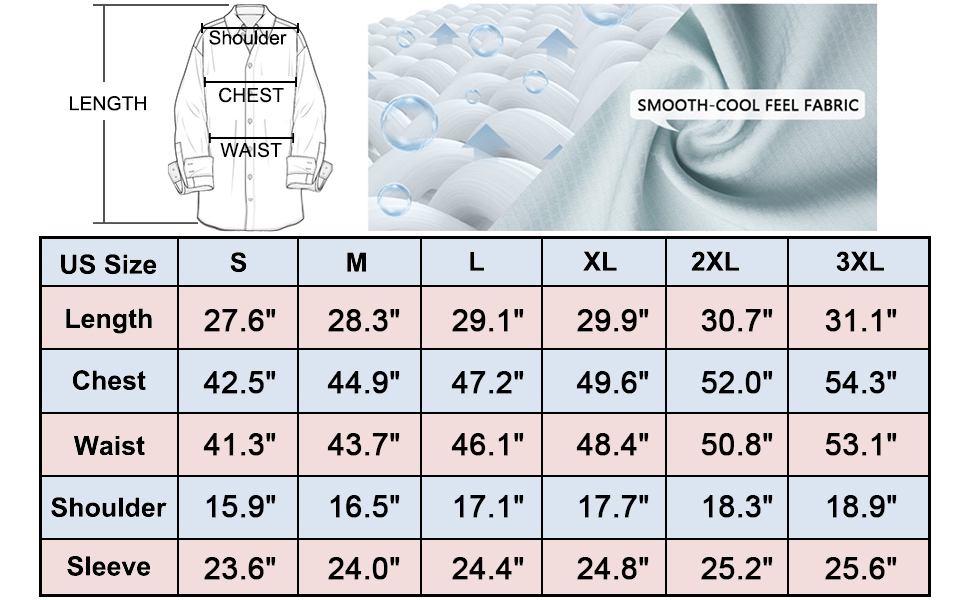 Shoulder
LENGTH
CHEST
WAIST
SMOOTH-COOL FEEL FABRIC
US Size S M L XL 2XL 3XL
Length 27.6" 28.3" 29.1" 29.9" 30.7" 31.1"
Chest 42.5" 44.9" 47.2" 49.6" 52.0" 54.3"
Waist 41.3" 43.7" 46.1" 48.4" 50.8" 53.1"
Shoulder 15.9" 16.5" 17.1" 17.7" 18.3" 18.9"
Sleeve 23.6" 24.0" 24.4" 24.8" 25.2" 25.6"